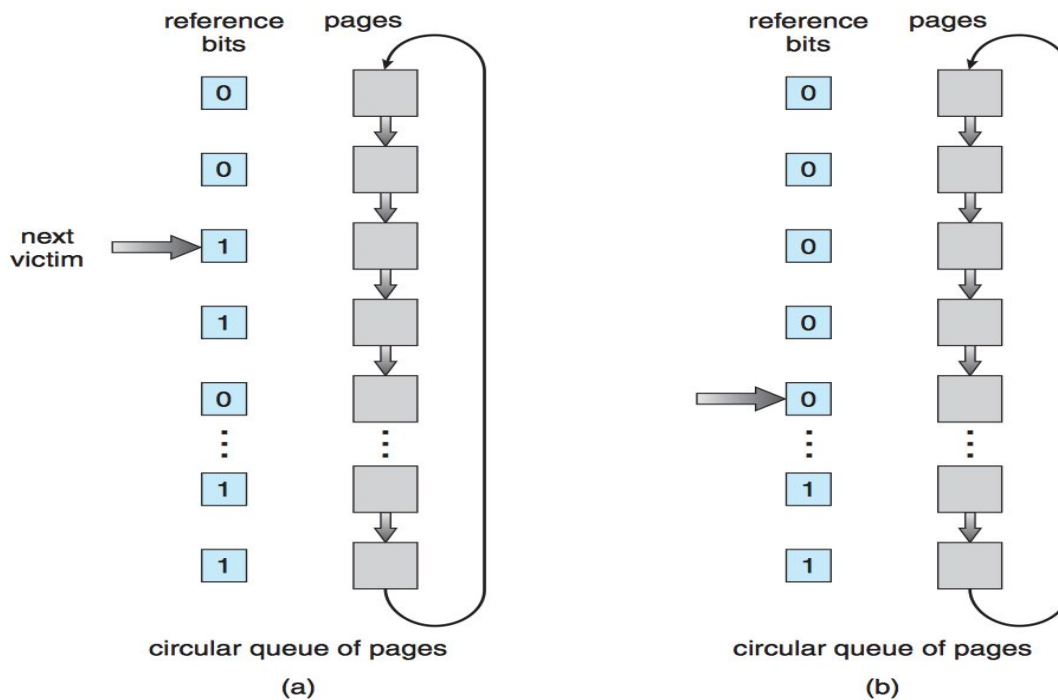 reference bits
pages
0
0
next victim
1
1
0
1
1
circular queue of pages
(a)
reference bits
pages
0
0
0
0
0
1
1
circular queue of pages
(b)